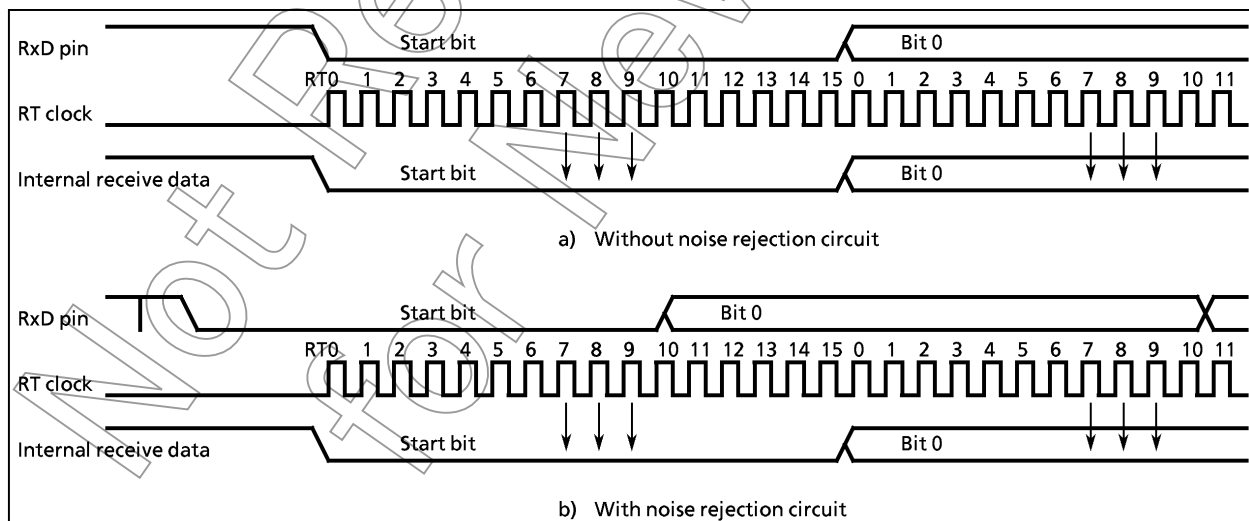 RxD pin Start bit Bit 0
RT0 1 2 3 4 5 6 7 8 9 10 11 12 13 14 15 0 1 2 3 4 5 6 7 8 9 10 11
RT clock
Internal receive data Start bit Bit 0
a) Without noise rejection circuit
RxD pin Start bit Bit 0
RT0 1 2 3 4 5 6 7 8 9 10 11 12 13 14 15 0 1 2 3 4 5 6 7 8 9 10 11
RT clock
Internal receive data Start bit Bit 0
b) With noise rejection circuit
Not Re
for New